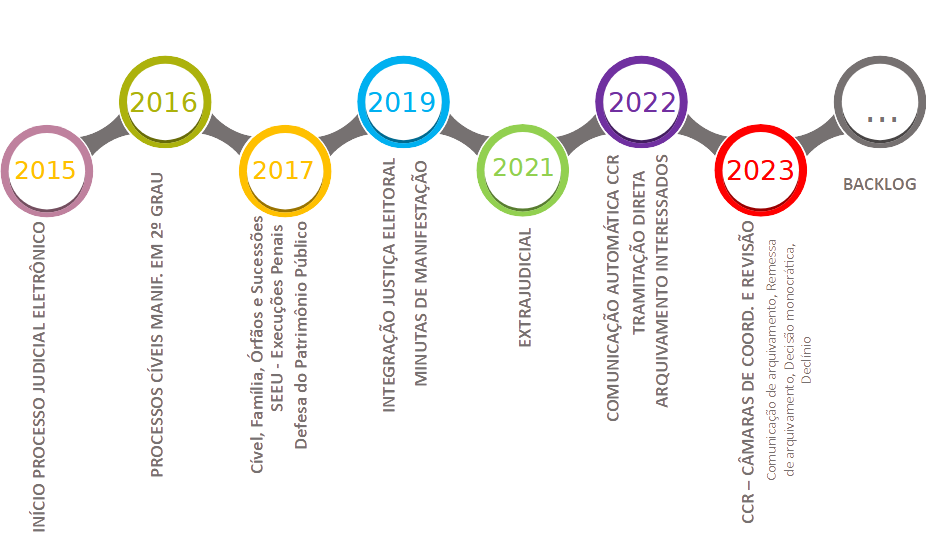 2015
INÍCIO PROCESSO JUDICIAL ELETRÔNICO
2016
PROCESSOS CÍVEIS MANIF. EM 2º GRAU
2017
Cível, Família, Órfãos e Sucessões
SEEU - Execuções Penais
Defesa do Patrimônio Público
2019
INTEGRAÇÃO JUSTIÇA ELEITORAL
MINUTAS DE MANIFESTAÇÃO
2021
EXTRAJUDICIAL
2022
COMUNICAÇÃO AUTOMÁTICA CCR
TRAMITAÇÃO DIRETA
ARQUIVAMENTO INTERESSADOS
2023
CCR – CÂMARAS DE COORD. E REVISÃO
Comunicação de arquivamento, Remessa
de arquivamento, Decisão monocrática,
Declínio
...
BACKLOG